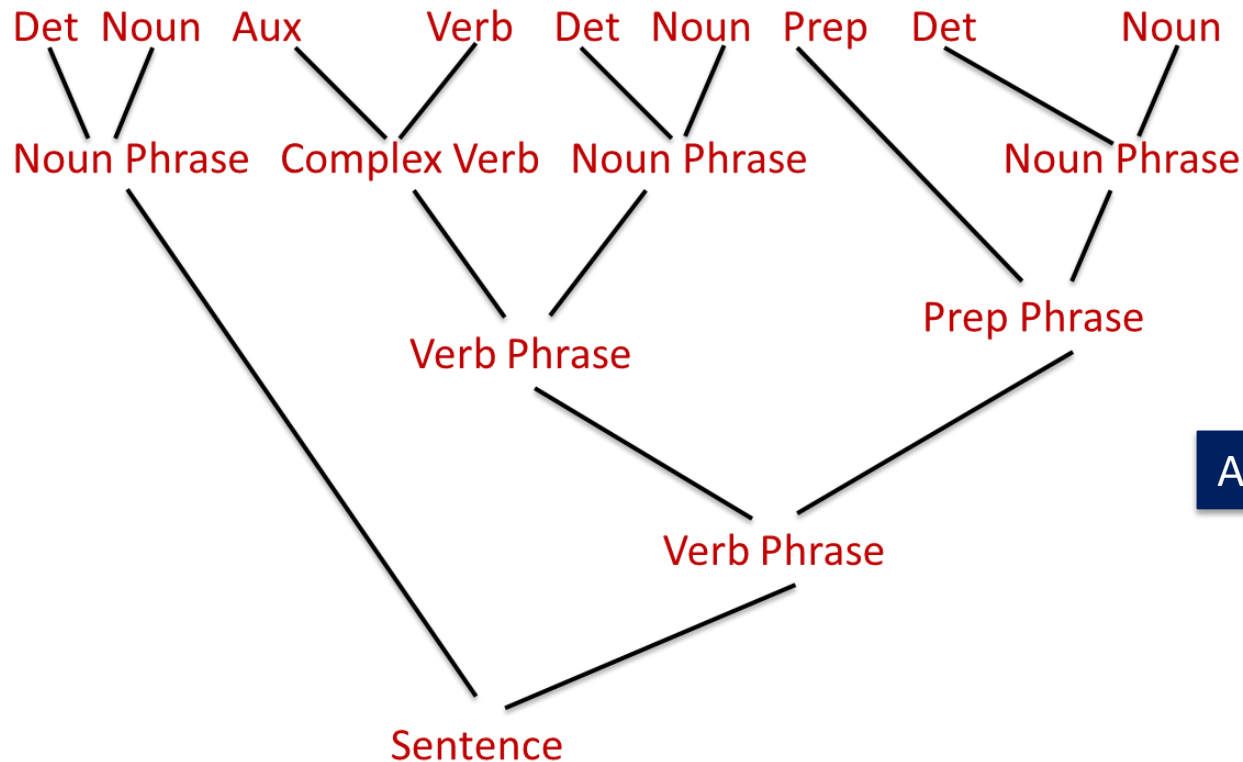 Det Noun Aux Verb Det Noun Prep Det Noun
Noun Phrase Complex Verb Noun Phrase Noun Phrase
Prep Phrase
Verb Phrase
A
Verb Phrase
Sentence